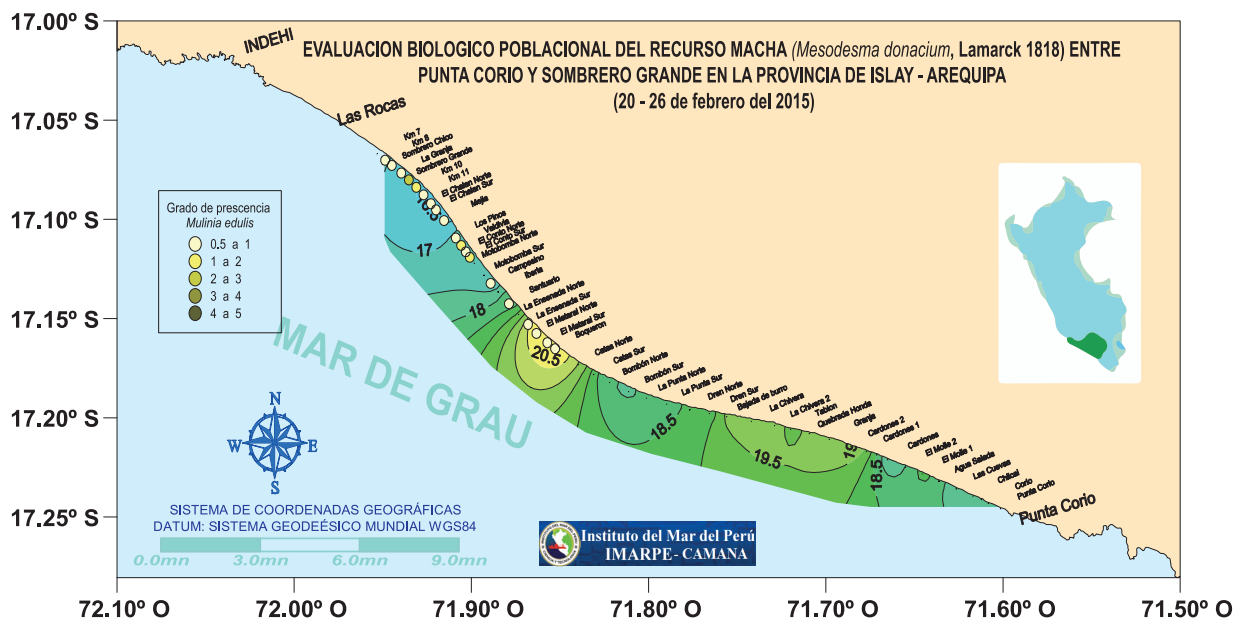 17.00º S
17.05º S
17.10º S
17.15º S
17.20º S
17.25º S
72.10º O
72.00º O
71.90º O
71.80º O
71.70º O
71.60º O
71.50º O
EVALUACION BIOLOGICO POBLACIONAL DEL RECURSO MACHA (Mesodesma donacium, Lamarck 1818) ENTRE
PUNTA CORIO Y SOMBRERO GRANDE EN LA PROVINCIA DE ISLAY - AREQUIPA
(20 - 26 de febrero del 2015)
INDEHI
Las Rocas
Km 7
Km 8
Sombrero Chico
La Granja
Sombrero Grande
Km 10
Km 11
El Chalan Norte
El Chalan Sur
Mejia
Los Pinos
Valdivia
El Conto Norte
El Conto Sur
Motobomba Norte
Motobomba Sur
Campesino
Iberia
Santuario
La Ensenada Norte
La Ensenada Sur
El Mataral Norte
El Mataral Sur
Boqueron
Catas Norte
Catas Sur
Bombón Norte
Bombón Sur
La Punta Norte
La Punta Sur
Dren Norte
Dren Sur
Bajada de burro
La Chivera
La Chivera 2
Tablon
Quebrada Honda
Granja
Cardones 2
Cardones 1
Cardones
El Molle 2
El Molle 1
Agua Salada
Las Cuevas
Chilcal
Corio
Punta Corio
Punta Corio
16.5
17
18
20.5
18.5
19.5
19
18.5
Grado de prescencia
Mulinia edulis
0.5 a 1
1 a 2
2 a 3
3 a 4
4 a 5
MAR DE GRAU
N
W E
S
SISTEMA DE COORDENADAS GEOGRÁFICAS
DATUM: SISTEMA GEODEÉSICO MUNDIAL WGS84
0.0mn 3.0mn 6.0mn 9.0mn
Instituto del Mar del Perú
IMARPE- CAMANA